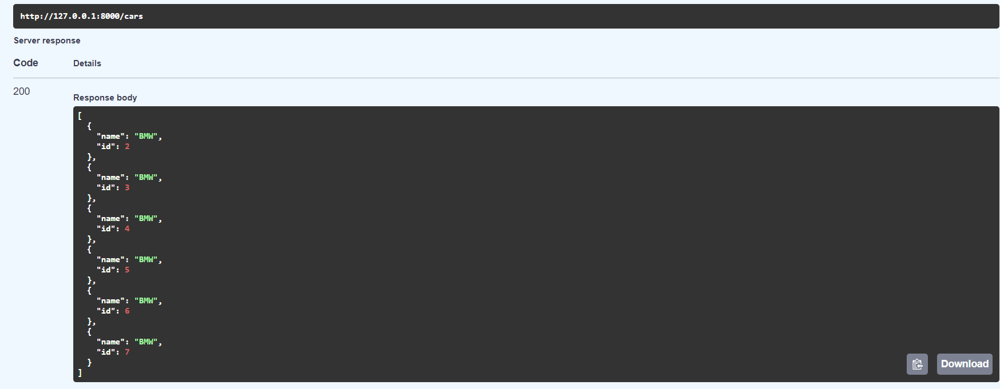 http://127.0.0.1:8000/cars
Server response
Code Details
200
Response body
[
  {
    "name": "BMW",
    "id": 2
  },
  {
    "name": "BMW",
    "id": 3
  },
  {
    "name": "BMW",
    "id": 4
  },
  {
    "name": "BMW",
    "id": 5
  },
  {
    "name": "BMW",
    "id": 6
  },
  {
    "name": "BMW",
    "id": 7
  }
]
Download